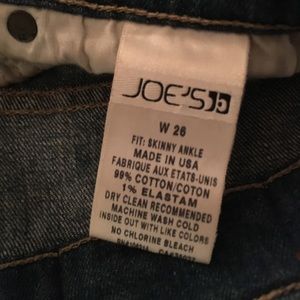 JOE'S
W 26
FIT: SKINNY ANKLE
MADE IN USA
FABRIQUE AUX ETATS-UNIS
99% COTTON/COTON
1% ELASTAM
DRY CLEAN RECOMMENDED
MACHINE WASH COLD
INSIDE OUT WITH LIKE COLORS
NO CHLORINE BLEACH